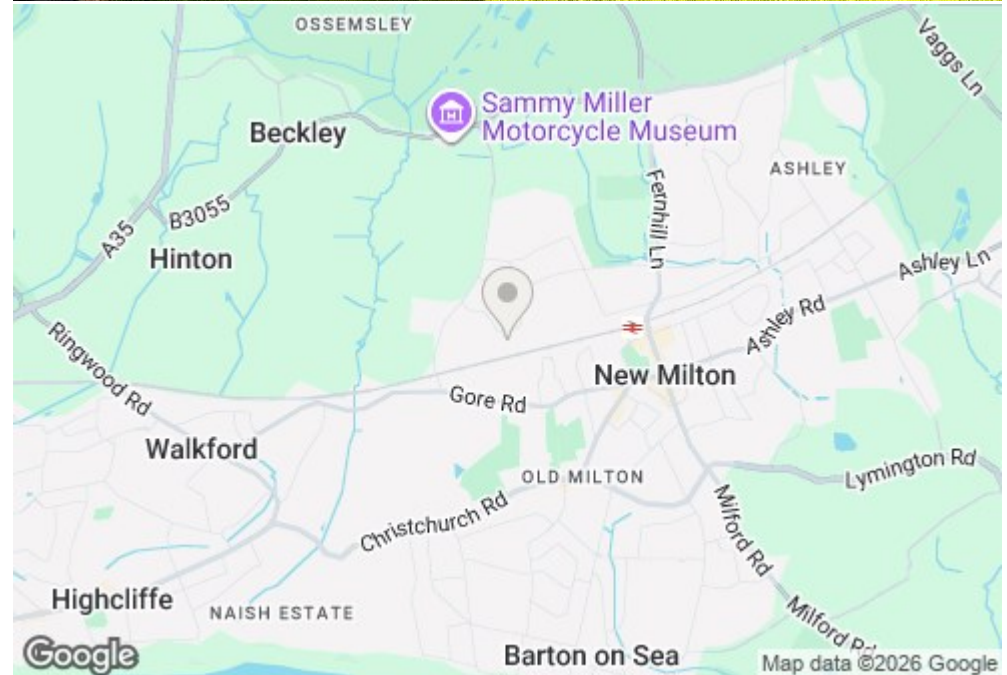 OSSEMSLEY
Vaggs Ln
Sammy Miller
Motorcycle Museum
Beckley
ASHLEY
Fernhill Ln
B3055
A35
Hinton
Ashley Ln
Ashley Rd
Ringwood Rd
New Milton
Gore Rd
Walkford
OLD MILTON
Lymington Rd
Christchurch Rd
Milford Rd
Highcliffe
NAISH ESTATE
Milford Rd
Barton on Sea
Google
Map data ©2026 Google